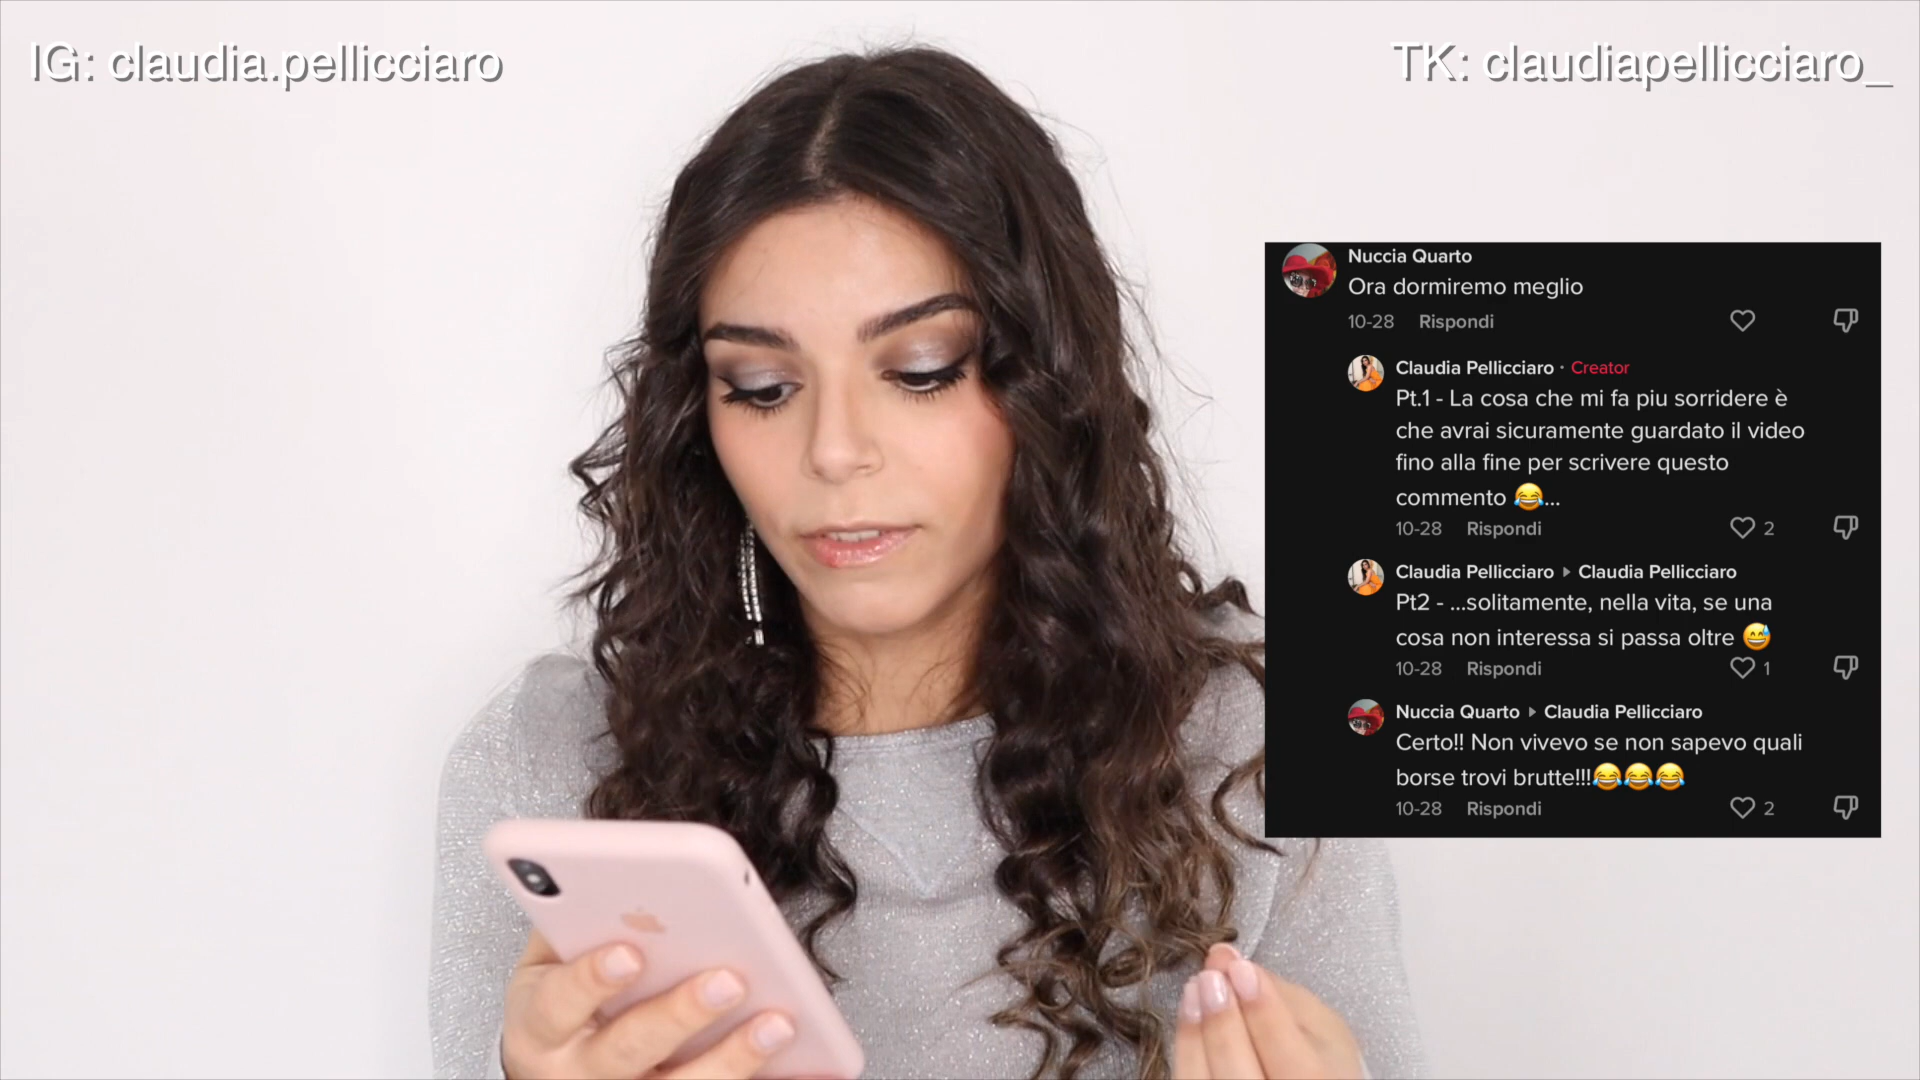 IG: claudia.pellicciaro
TK: claudiapellicciaro_
Nuccia Quarto
Ora dormiremo meglio
10-28 Rispondi
Claudia Pellicciaro · Creator
Pt.1 - La cosa che mi fa piu sorridere è
che avrai sicuramente guardato il video
fino alla fine per scrivere questo
commento 😂...
10-28 Rispondi 2
Claudia Pellicciaro ▸ Claudia Pellicciaro
Pt2 - ...solitamente, nella vita, se una
cosa non interessa si passa oltre 😅
10-28 Rispondi 1
Nuccia Quarto ▸ Claudia Pellicciaro
Certo!! Non vivevo se non sapevo quali
borse trovi brutte!!!😂😂😂
10-28 Rispondi 2